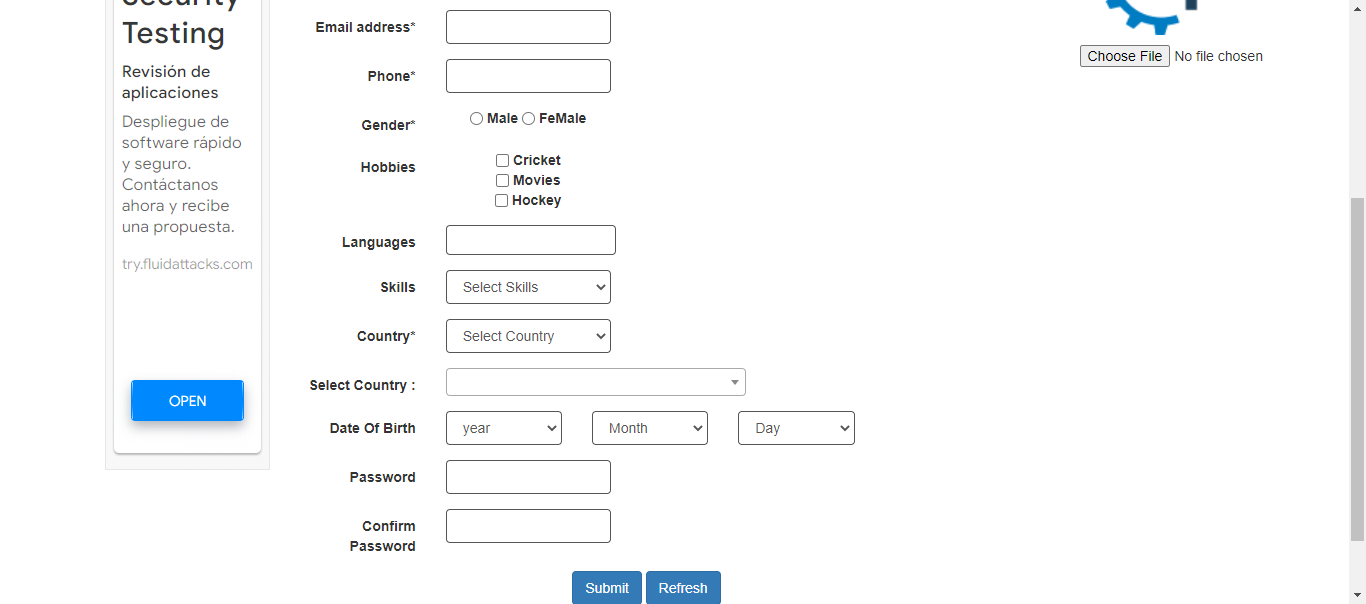 Security
Testing
Revisión de
aplicaciones
Despliegue de
software rápido
y seguro.
Contáctanos
ahora y recibe
una propuesta.
try.fluidattacks.com
OPEN
Email address*
Phone*
Gender*
Male FeMale
Hobbies
Cricket
Movies
Hockey
Languages
Skills
Select Skills
Country*
Select Country
Select Country :
Date Of Birth
year Month Day
Password
Confirm
Password
Submit Refresh
Choose File No file chosen